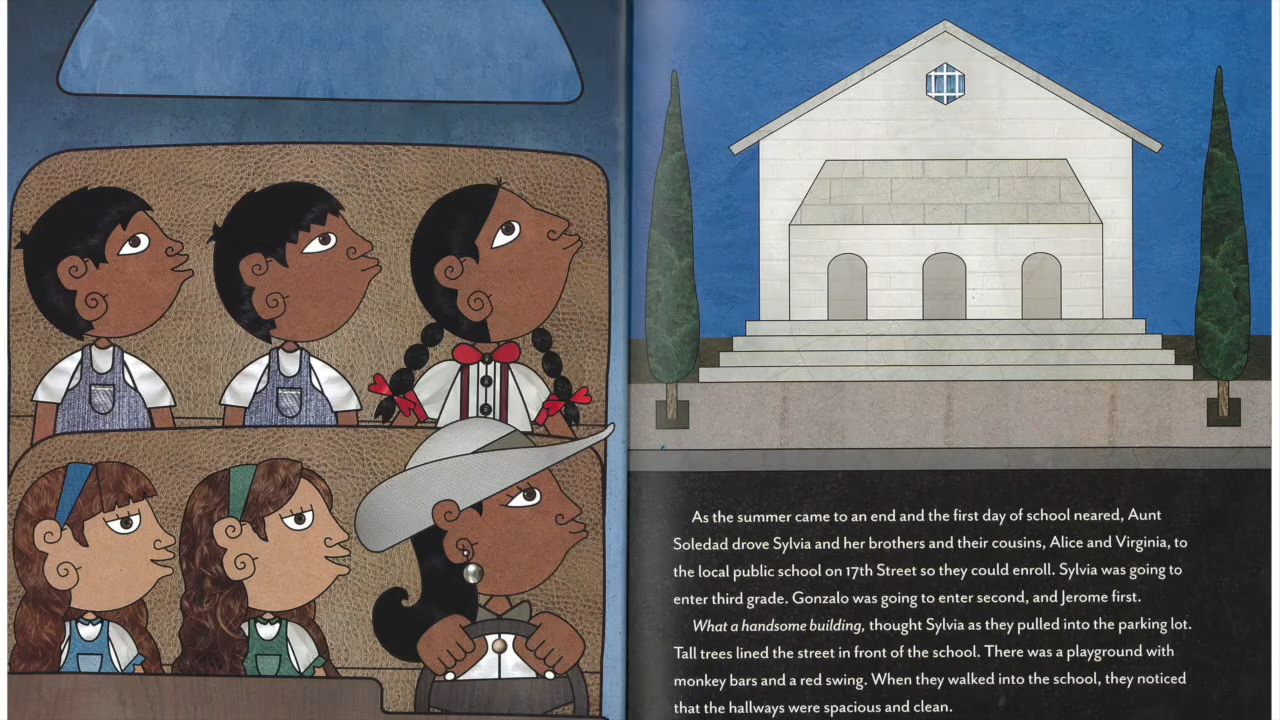 As the summer came to an end and the first day of school neared, Aunt
Soledad drove Sylvia and her brothers and their cousins, Alice and Virginia, to
the local public school on 17th Street so they could enroll. Sylvia was going to
enter third grade. Gonzalo was going to enter second, and Jerome first.
What a handsome building, thought Sylvia as they pulled into the parking lot.
Tall trees lined the street in front of the school. There was a playground with
monkey bars and a red swing. When they walked into the school, they noticed
that the hallways were spacious and clean.